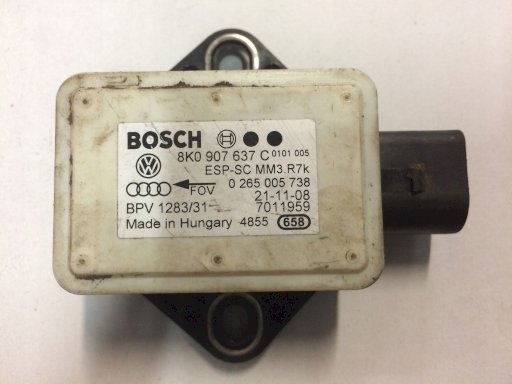 BOSCH
8K0 907 637 C 0101 005
ESP-SC MM3.R7k
FOV 0 265 005 738
21-11-08
BPV 1283/31- 7011959
Made in Hungary 4855 658